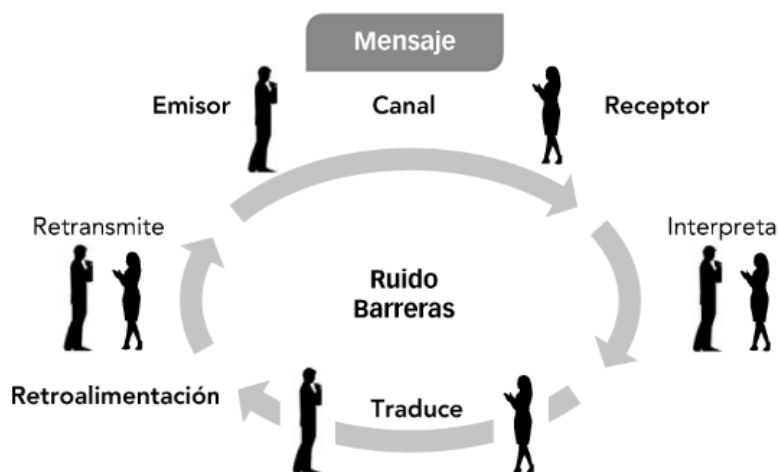 Mensaje
Emisor
Canal
Receptor
Retransmite
Interpreta
Ruido
Barreras
Retroalimentación
Traduce